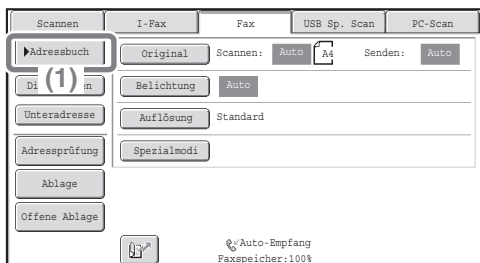 Scannen I-Fax Fax USB Sp. Scan PC-Scan
Adressbuch Original Scannen: Auto A4 Senden: Auto
(1)
Belichtung Auto
Unteradresse Auflösung Standard
Adressprüfung Spezialmodi
Ablage
Offene Ablage
Auto-Empfang
Faxspeicher:100%